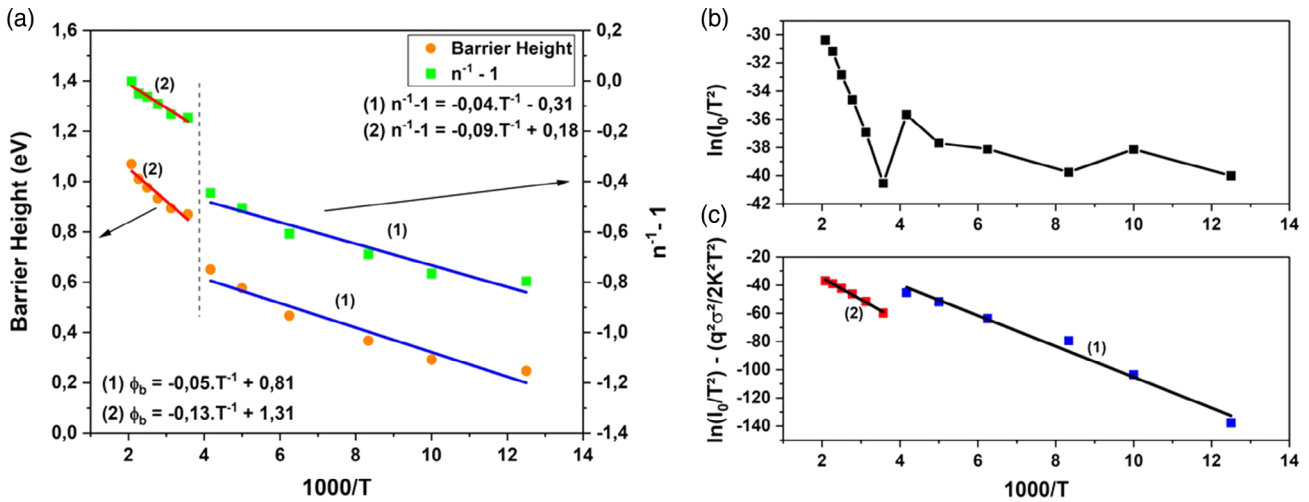 (a)
1,6
1,4
1,2
1,0
0,8
0,6
0,4
0,2
0,0
Barrier Height (eV)
2 4 6 8 10 12 14
1000/T
0,2
0,0
-0,2
-0,4
-0,6
-0,8
-1,0
-1,2
-1,4
n⁻¹- 1
Barrier Height
n⁻¹ - 1
(1) n⁻¹-1 = -0,04.T⁻¹ - 0,31
(2) n⁻¹-1 = -0,09.T⁻¹ + 0,18
(2)
(2)
(1)
(1)
(1) ϕb = -0,05.T⁻¹ + 0,81
(2) ϕb = -0,13.T⁻¹ + 1,31
(b)
-30
-32
-34
-36
-38
-40
-42
ln(I₀/T²)
2 4 6 8 10 12 14
(c)
-20
-40
-60
-80
-100
-120
-140
ln(I₀/T²) - (q²σ²/2K²T²)
(2)
(1)
2 4 6 8 10 12 14
1000/T